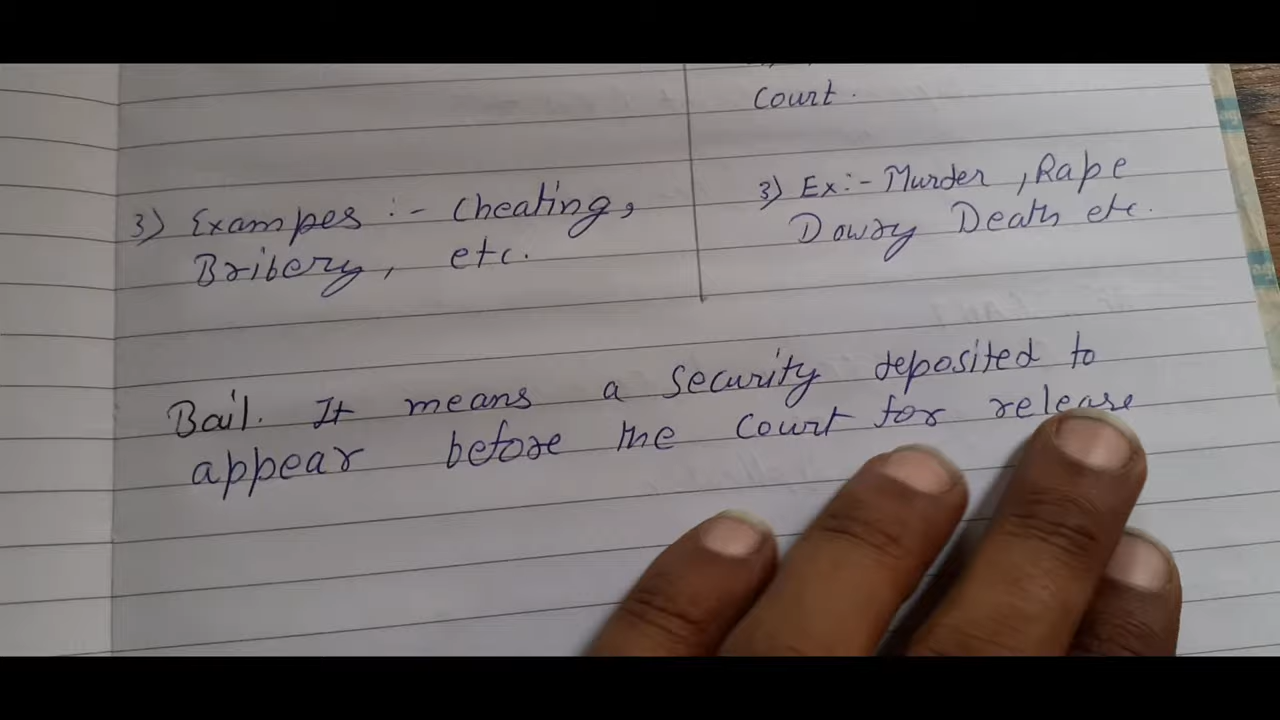 Court.
3) Exampes :- Cheating,
Bribery, etc.
3) Ex:- Murder, Rape
Dowry Death etc.
Bail. It means a security deposited to
appear before the court for release